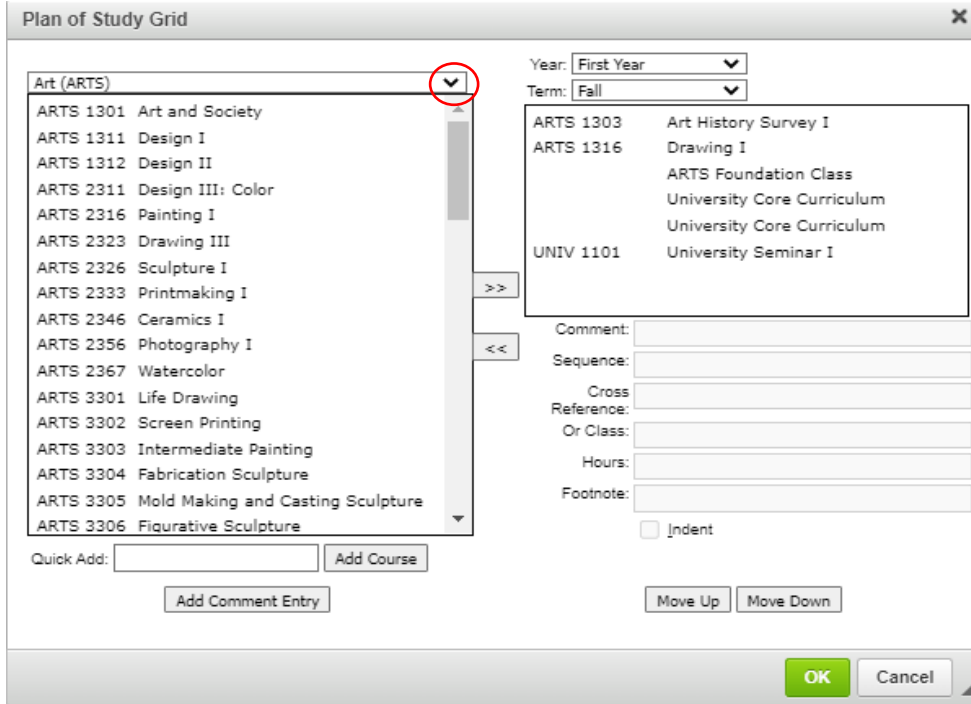 Plan of Study Grid
Art (ARTS)
ARTS 1301 Art and Society
ARTS 1311 Design I
ARTS 1312 Design II
ARTS 2311 Design III: Color
ARTS 2316 Painting I
ARTS 2323 Drawing III
ARTS 2326 Sculpture I
ARTS 2333 Printmaking I
ARTS 2346 Ceramics I
ARTS 2356 Photography I
ARTS 2367 Watercolor
ARTS 3301 Life Drawing
ARTS 3302 Screen Printing
ARTS 3303 Intermediate Painting
ARTS 3304 Fabrication Sculpture
ARTS 3305 Mold Making and Casting Sculpture
ARTS 3306 Figurative Sculpture
Quick Add:
Add Course
Add Comment Entry
>>
<<
Year: First Year
Term: Fall
ARTS 1303 Art History Survey I
ARTS 1316 Drawing I
ARTS Foundation Class
University Core Curriculum
University Core Curriculum
UNIV 1101 University Seminar I
Comment:
Sequence:
Cross
Reference:
Or Class:
Hours:
Footnote:
Indent
Move Up Move Down
OK Cancel